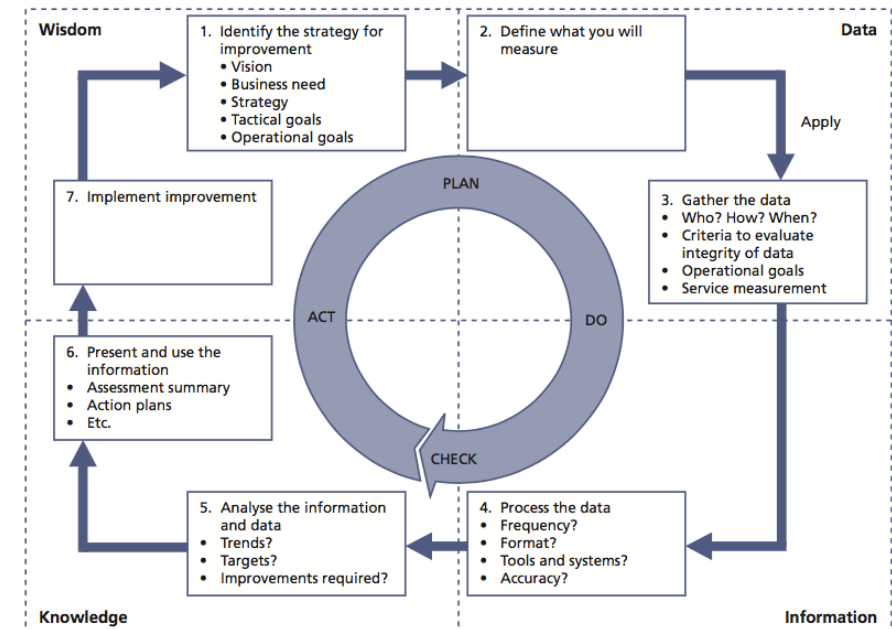 Wisdom
1. Identify the strategy for
improvement
• Vision
• Business need
• Strategy
• Tactical goals
• Operational goals
2. Define what you will
measure
Data
Apply
PLAN
7. Implement improvement
3. Gather the data
• Who? How? When?
• Criteria to evaluate
integrity of data
• Operational goals
• Service measurement
ACT
DO
6. Present and use the
information
• Assessment summary
• Action plans
• Etc.
CHECK
5. Analyse the information
and data
• Trends?
• Targets?
• Improvements required?
4. Process the data
• Frequency?
• Format?
• Tools and systems?
• Accuracy?
Knowledge
Information